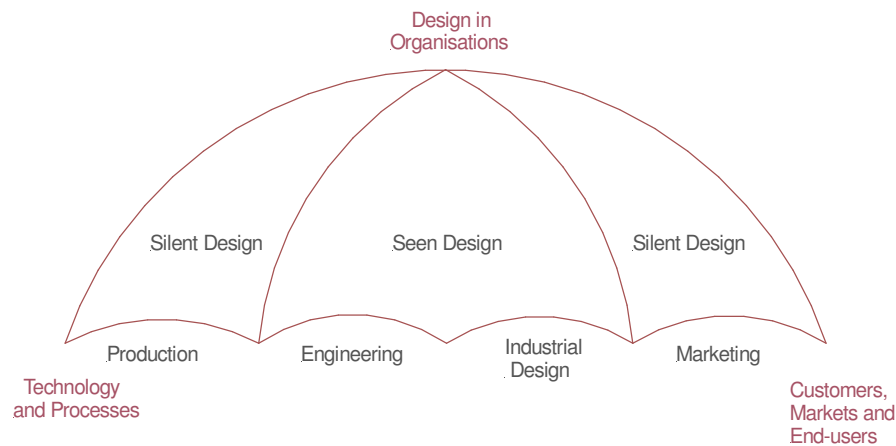 Design in
Organisations
Silent Design
Seen Design
Silent Design
Production
Engineering
Industrial
Design
Marketing
Technology
and Processes
Customers,
Markets and
End-users